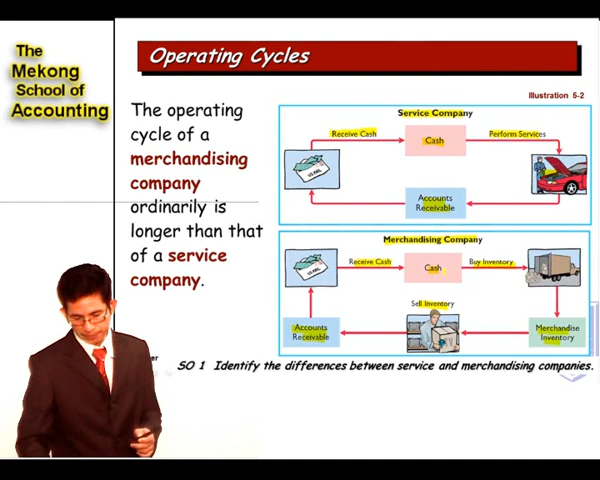 The
Mekong
School of
Accounting
Operating Cycles
Illustration 5-2
The operating
cycle of a
merchandising
company
ordinarily is
longer than that
of a service
company.
Service Company
Receive Cash
Cash
Perform Services
US MAIL
Accounts
Receivable
Merchandising Company
Receive Cash
Cash
Buy Inventory
Sell Inventory
Accounts
Receivable
Merchandise
Inventory
SO 1 Identify the differences between service and merchandising companies.